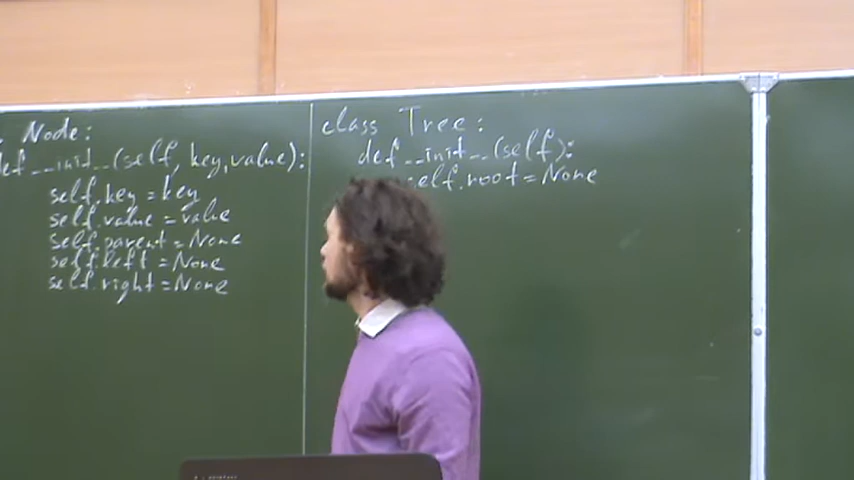 : Node:
def __init__(self, key, value):
self.key = key
self.value = value
self.parent = None
self.left = None
self.right = None
class Tree:
def __init__(self):
self.root = None